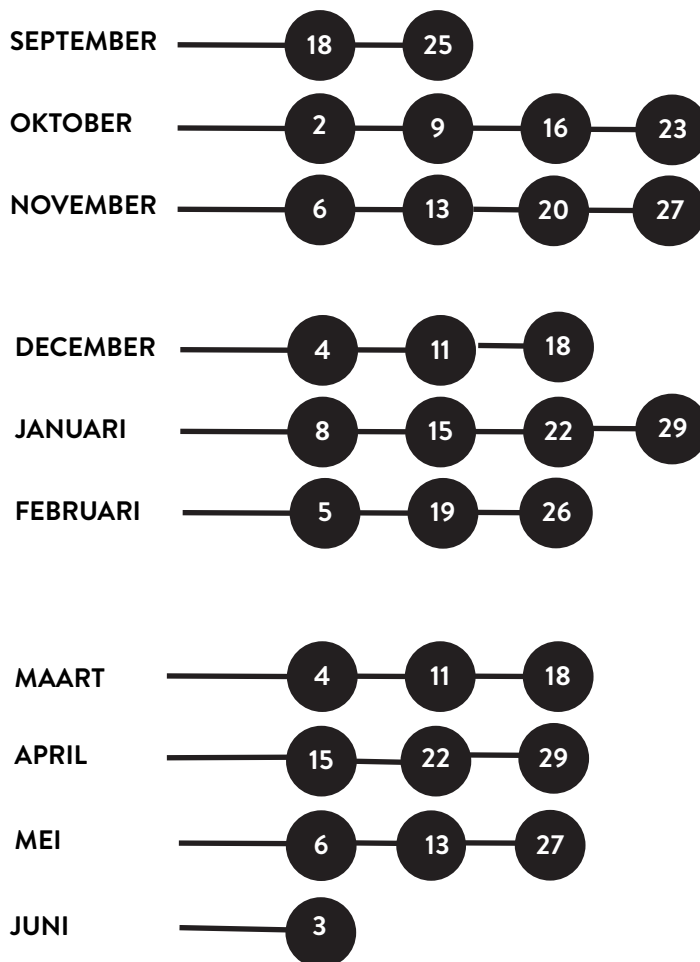 SEPTEMBER 18 25
OKTOBER 2 9 16 23
NOVEMBER 6 13 20 27
DECEMBER 4 11 18
JANUARI 8 15 22 29
FEBRUARI 5 19 26
MAART 4 11 18
APRIL 15 22 29
MEI 6 13 27
JUNI 3